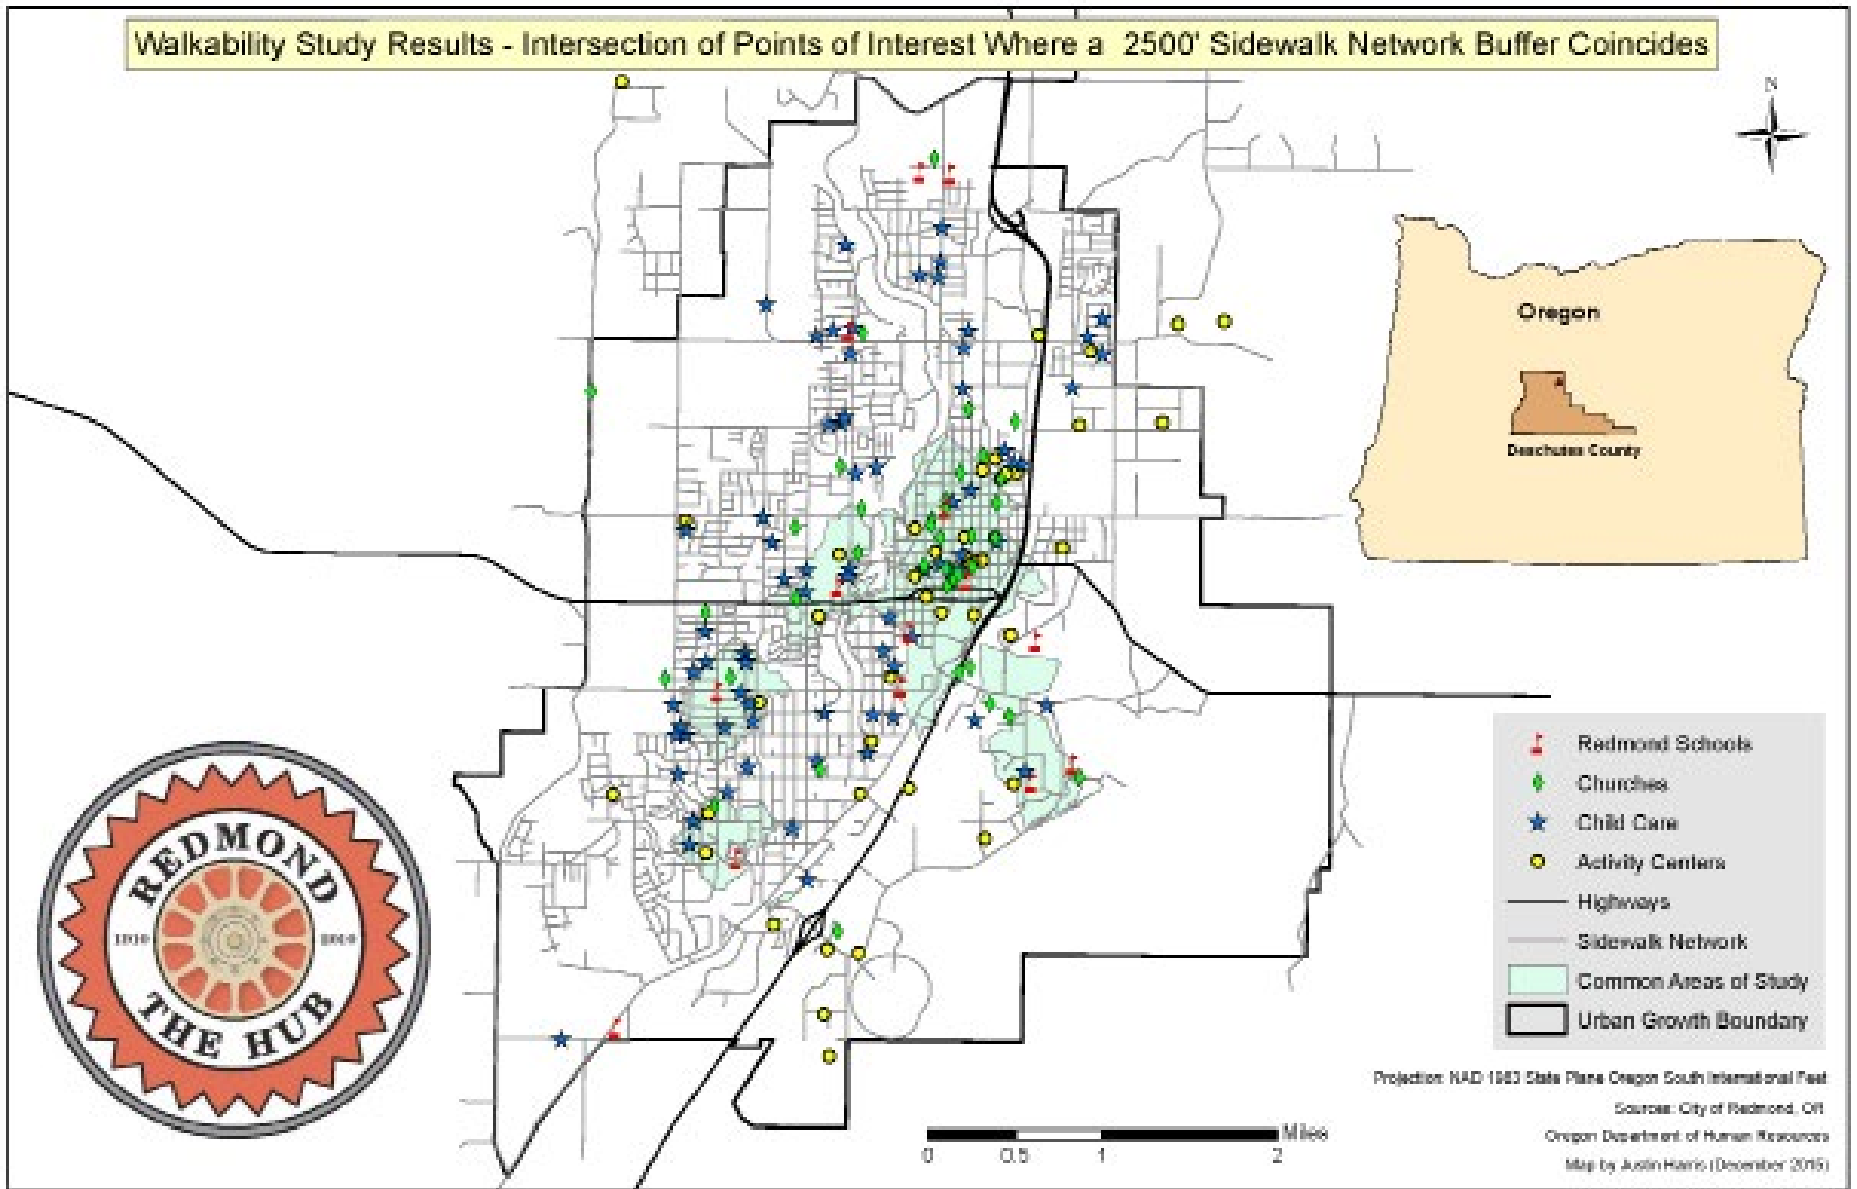 Walkability Study Results - Intersection of Points of Interest Where a 2500' Sidewalk Network Buffer Coincides
N
Oregon
Deschutes County
REDMOND
1910 2010
THE HUB
Redmond Schools
Churches
Child Care
Activity Centers
Highways
Sidewalk Network
Common Areas of Study
Urban Growth Boundary
Projection: NAD 1983 State Plane Oregon South International Feet
Sources: City of Redmond, OR
Oregon Department of Human Resources
Map by Justin Harris (December 2015)
Miles
0 0.5 1 2